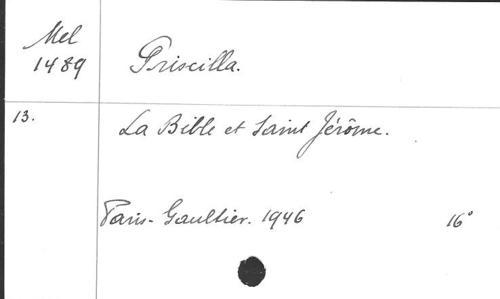 Mel
1489
Priscilla.
13.
La Bible et Saint Jérôme.
Paris - Gaultier. 1946
16°